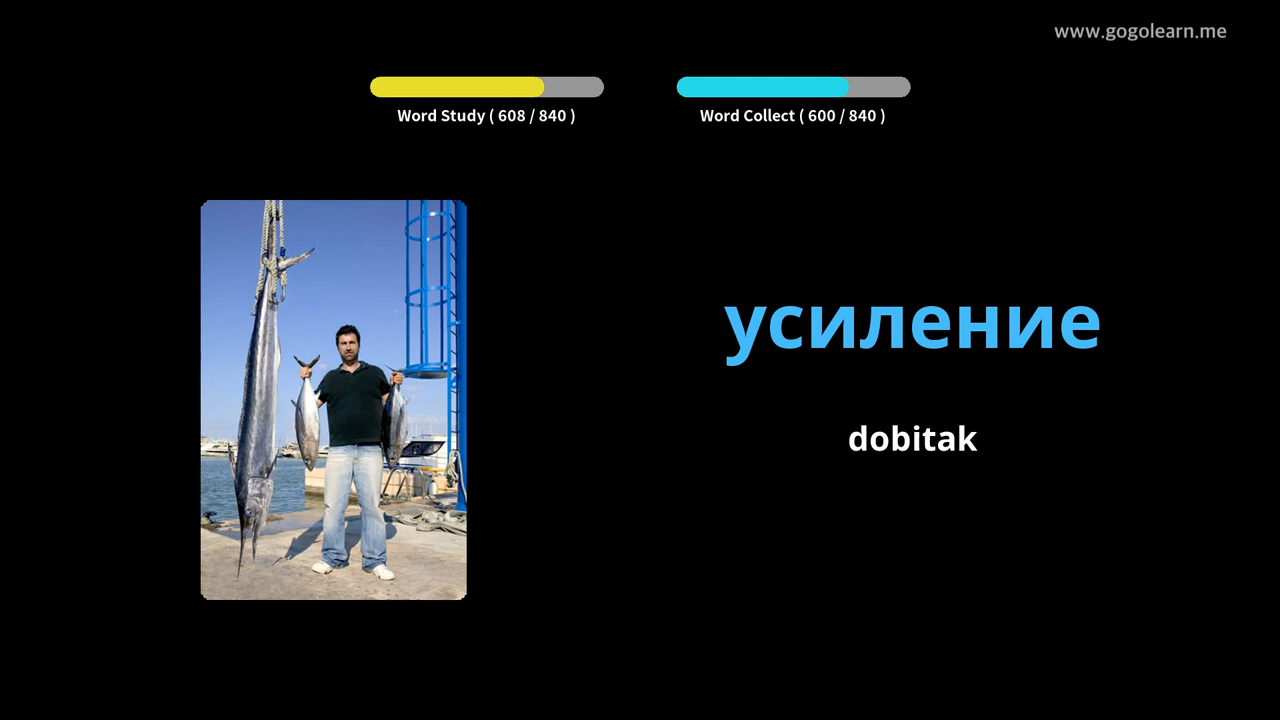 www.gogolearn.me
Word Study ( 608 / 840 )
Word Collect ( 600 / 840 )
усиление
dobitak